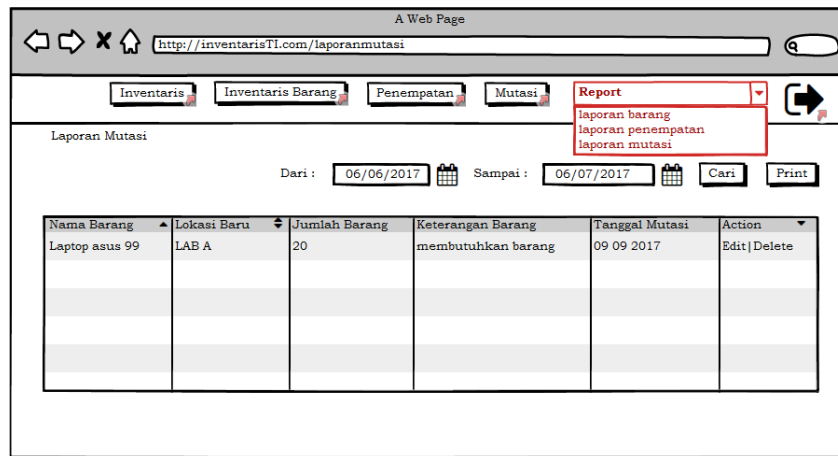 A Web Page
http://inventarisTI.com/laporanmutasi
Inventaris Inventaris Barang Penempatan Mutasi Report
laporan barang
laporan penempatan
laporan mutasi
Laporan Mutasi
Dari : 06/06/2017 Sampai : 06/07/2017 Cari Print
Nama Barang Lokasi Baru Jumlah Barang Keterangan Barang Tanggal Mutasi Action
Laptop asus 99 LAB A 20 membutuhkan barang 09 09 2017 Edit|Delete